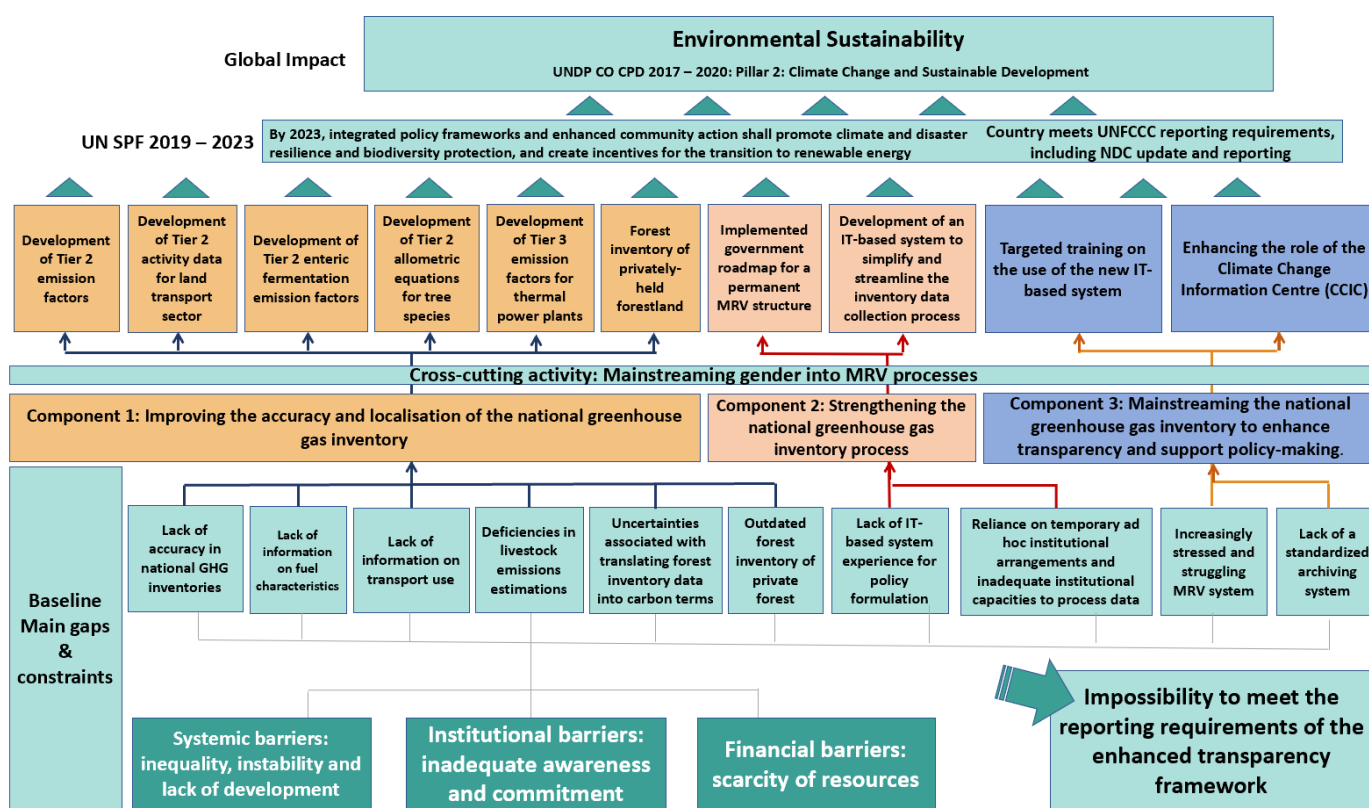 Global Impact
Environmental Sustainability
UNDP CO CPD 2017 – 2020: Pillar 2: Climate Change and Sustainable Development
UN SPF 2019 – 2023
By 2023, integrated policy frameworks and enhanced community action shall promote climate and disaster
resilience and biodiversity protection, and create incentives for the transition to renewable energy
Country meets UNFCCC reporting requirements,
including NDC update and reporting
Development
of Tier 2
emission
factors
Development
of Tier 2
activity data
for land
transport
sector
Development of
Tier 2 enteric
fermentation
emission factors
Development
of Tier 2
allometric
equations
for tree
species
Development
of Tier 3
emission
factors for
thermal
power plants
Forest
inventory of
privately-
held
forestland
Implemented
government
roadmap for a
permanent
MRV structure
Development of an
IT-based system to
simplify and
streamline the
inventory data
collection process
Targeted training on
the use of the new IT-
based system
Enhancing the role of the
Climate Change
Information Centre (CCIC)
Cross-cutting activity: Mainstreaming gender into MRV processes
Component 1: Improving the accuracy and localisation of the national greenhouse
gas inventory
Component 2: Strengthening the
national greenhouse gas
inventory process
Component 3: Mainstreaming the national
greenhouse gas inventory to enhance
transparency and support policy-making.
Baseline
Main gaps
&
constraints
Lack of
accuracy in
national GHG
inventories
Lack of
information
on fuel
characteristics
Lack of
information on
transport use
Deficiencies in
livestock
emissions
estimations
Uncertainties
associated with
translating forest
inventory data
into carbon terms
Outdated
forest
inventory of
private
forest
Lack of IT-
based system
experience for
policy
formulation
Reliance on temporary ad
hoc institutional
arrangements and
inadequate institutional
capacities to process data
Increasingly
stressed and
struggling
MRV system
Lack of a
standardized
archiving
system
Systemic barriers:
inequality, instability and
lack of development
Institutional barriers:
inadequate awareness
and commitment
Financial barriers:
scarcity of resources
Impossibility to meet the
reporting requirements of the
enhanced transparency
framework